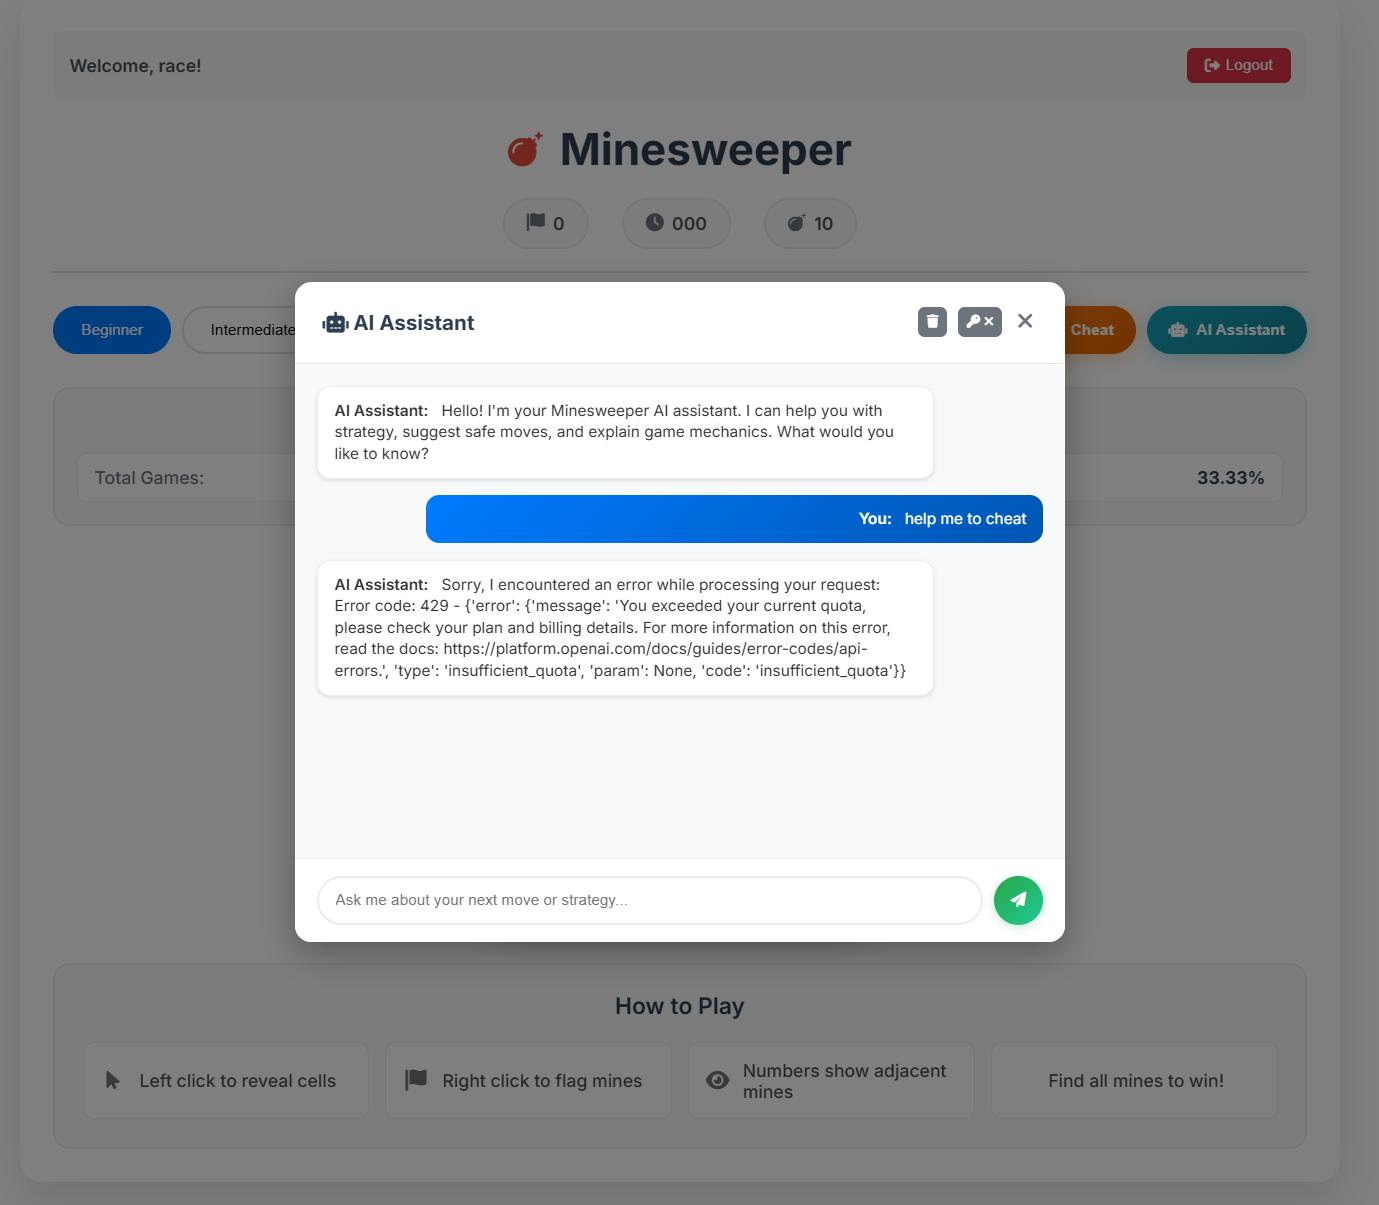 Welcome, race!
Logout
Minesweeper
0
000
10
Beginner
Intermediate
Cheat
AI Assistant
Total Games:
33.33%
AI Assistant
AI Assistant: Hello! I'm your Minesweeper AI assistant. I can help you with
strategy, suggest safe moves, and explain game mechanics. What would you
like to know?
You: help me to cheat
AI Assistant: Sorry, I encountered an error while processing your request:
Error code: 429 - {'error': {'message': 'You exceeded your current quota,
please check your plan and billing details. For more information on this error,
read the docs: https://platform.openai.com/docs/guides/error-codes/api-
errors.', 'type': 'insufficient_quota', 'param': None, 'code': 'insufficient_quota'}}
Ask me about your next move or strategy...
How to Play
Left click to reveal cells
Right click to flag mines
Numbers show adjacent
mines
Find all mines to win!